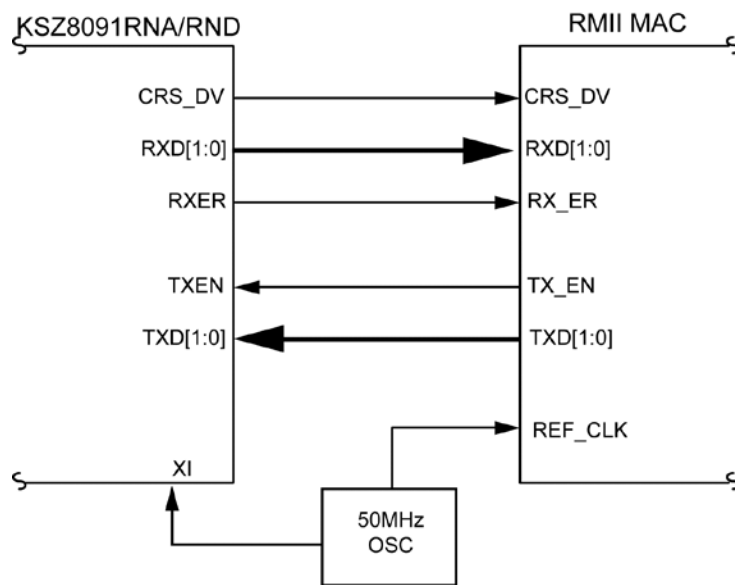 KSZ8091RNA/RND
RMII MAC
CRS_DV
CRS_DV
RXD[1:0]
RXD[1:0]
RXER
RX_ER
TXEN
TX_EN
TXD[1:0]
TXD[1:0]
REF_CLK
XI
50MHz
OSC